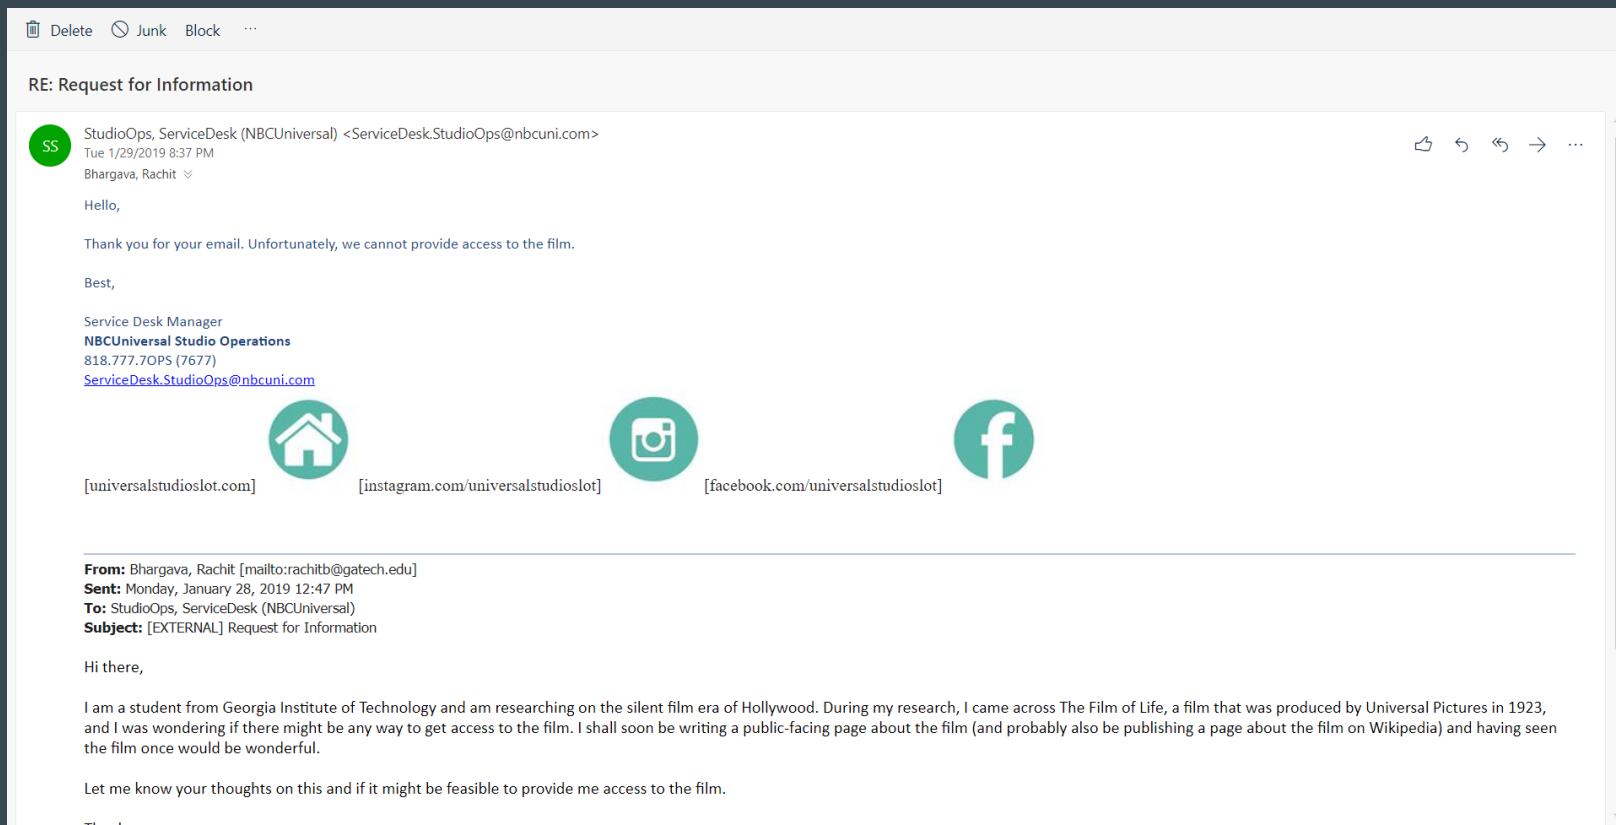 Delete Junk Block ...
RE: Request for Information
SS
StudioOps, ServiceDesk (NBCUniversal) <ServiceDesk.StudioOps@nbcuni.com>
Tue 1/29/2019 8:37 PM
Bhargava, Rachit
Hello,
Thank you for your email. Unfortunately, we cannot provide access to the film.
Best,
Service Desk Manager
NBCUniversal Studio Operations
818.777.7OPS (7677)
ServiceDesk.StudioOps@nbcuni.com
[universalstudioslot.com] [instagram.com/universalstudioslot] [facebook.com/universalstudioslot]
From: Bhargava, Rachit [mailto:rachitb@gatech.edu]
Sent: Monday, January 28, 2019 12:47 PM
To: StudioOps, ServiceDesk (NBCUniversal)
Subject: [EXTERNAL] Request for Information
Hi there,
I am a student from Georgia Institute of Technology and am researching on the silent film era of Hollywood. During my research, I came across The Film of Life, a film that was produced by Universal Pictures in 1923,
and I was wondering if there might be any way to get access to the film. I shall soon be writing a public-facing page about the film (and probably also be publishing a page about the film on Wikipedia) and having seen
the film once would be wonderful.
Let me know your thoughts on this and if it might be feasible to provide me access to the film.